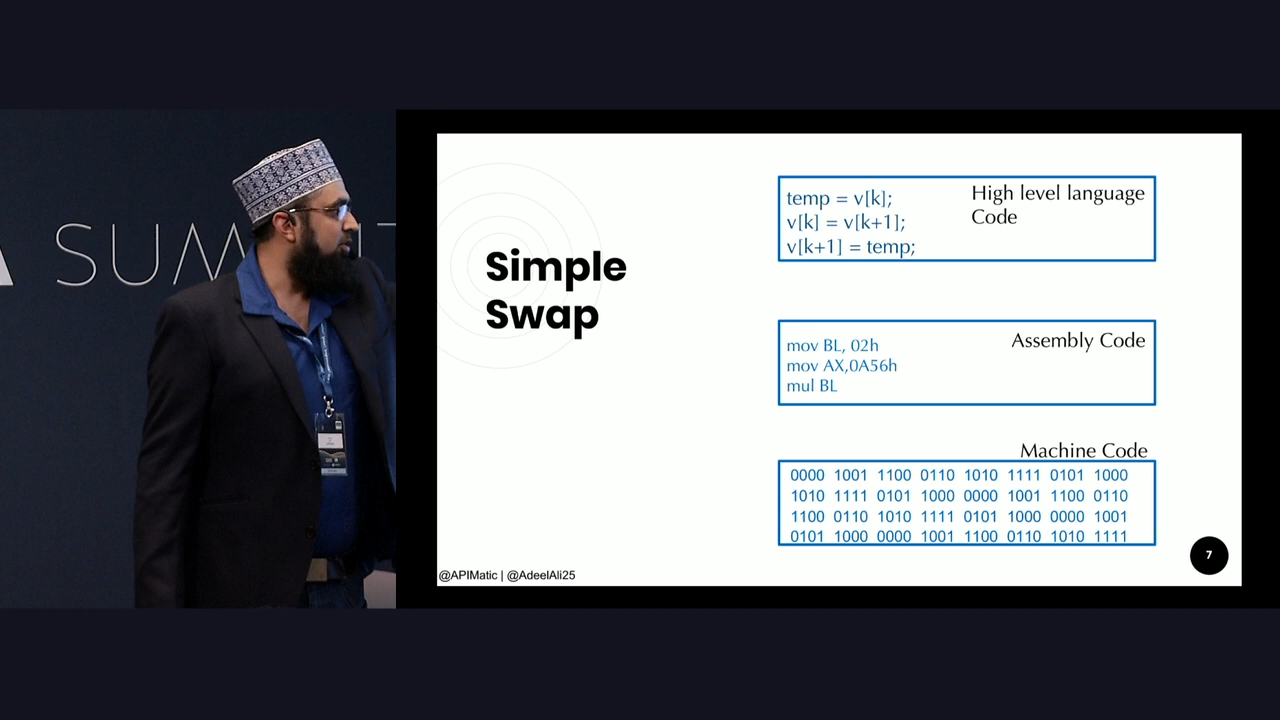 SUMMIT
Simple
Swap
temp = v[k];
v[k] = v[k+1];
v[k+1] = temp;
High level language
Code
mov BL, 02h
mov AX,0A56h
mul BL
Assembly Code
Machine Code
0000 1001 1100 0110 1010 1111 0101 1000
1010 1111 0101 1000 0000 1001 1100 0110
1100 0110 1010 1111 0101 1000 0000 1001
0101 1000 0000 1001 1100 0110 1010 1111
7
@APIMatic | @AdeelAli25